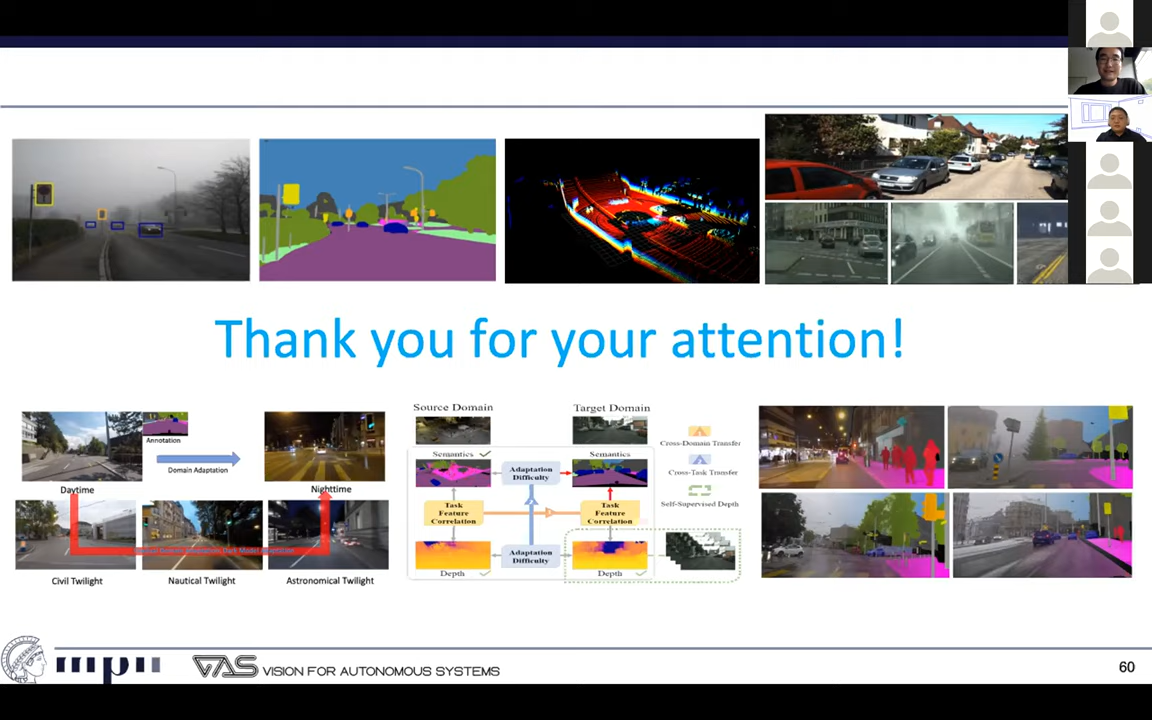 Thank you for your attention!
Annotation
Domain Adaptation
Daytime
Nighttime
Civil Twilight
Nautical Twilight
Astronomical Twilight
Source Domain
Target Domain
Semantics
Adaptation
Difficulty
Semantics
Task
Feature
Correlation
Task
Feature
Correlation
Adaptation
Difficulty
Depth
Depth
Cross-Domain Transfer
Cross-Task Transfer
Self-Supervised Depth
mpii
VAS VISION FOR AUTONOMOUS SYSTEMS
60